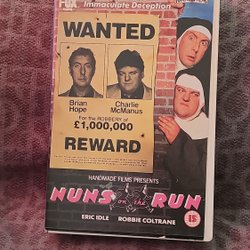 FOX
Immaculate Deception
WANTED
Brian
Hope
Charlie
McManus
For the ROBBERY of
£1,000,000
REWARD
HANDMADE FILMS PRESENTS
NUNS on the RUN
ERIC IDLE ROBBIE COLTRANE
15